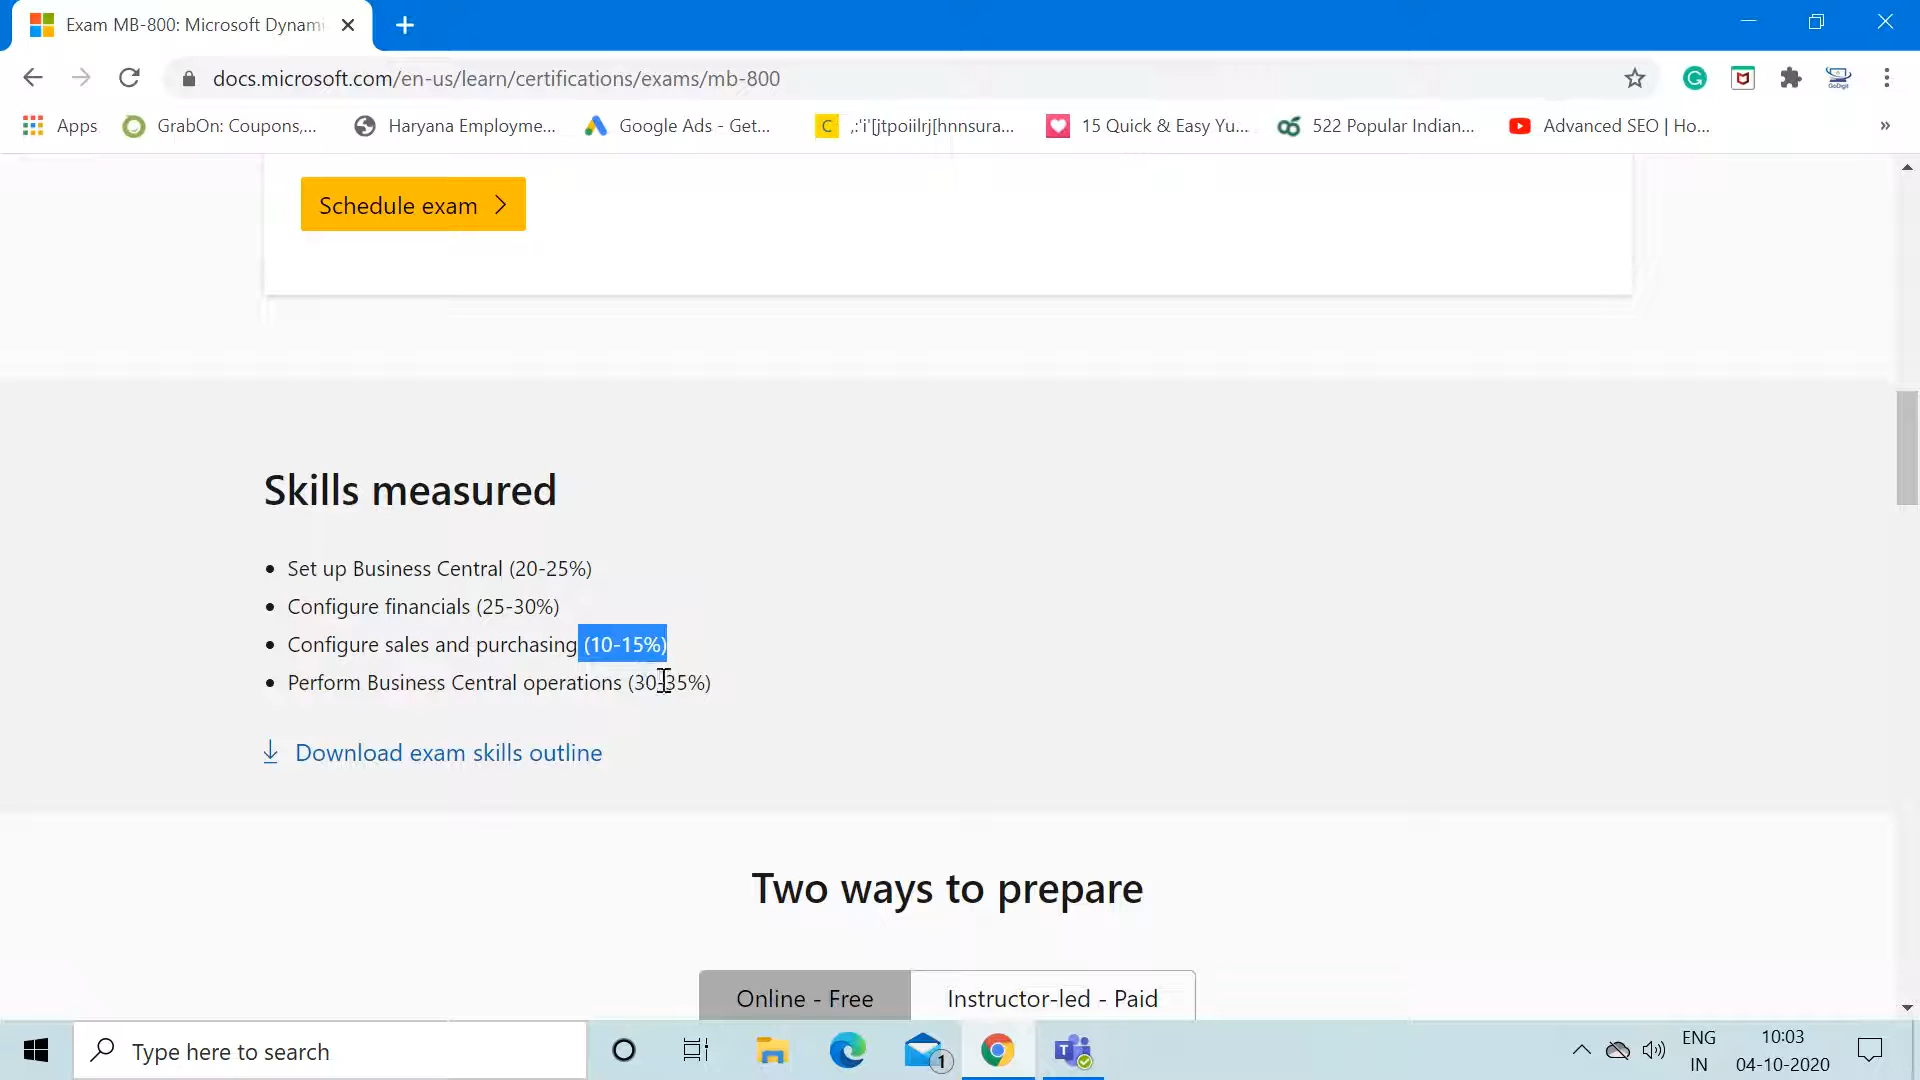 Exam MB-800: Microsoft Dynami
docs.microsoft.com/en-us/learn/certifications/exams/mb-800
Apps
GrabOn: Coupons,...
Haryana Employme...
Google Ads - Get...
C
,:'i'[jtpoiilrj[hnnsura...
15 Quick & Easy Yu...
522 Popular Indian...
Advanced SEO | Ho...
»
Schedule exam
Skills measured
• Set up Business Central (20-25%)
• Configure financials (25-30%)
• Configure sales and purchasing (10-15%)
• Perform Business Central operations (30-35%)
Download exam skills outline
Two ways to prepare
Online - Free
Instructor-led - Paid
Type here to search
1
ENG
IN
10:03
04-10-2020